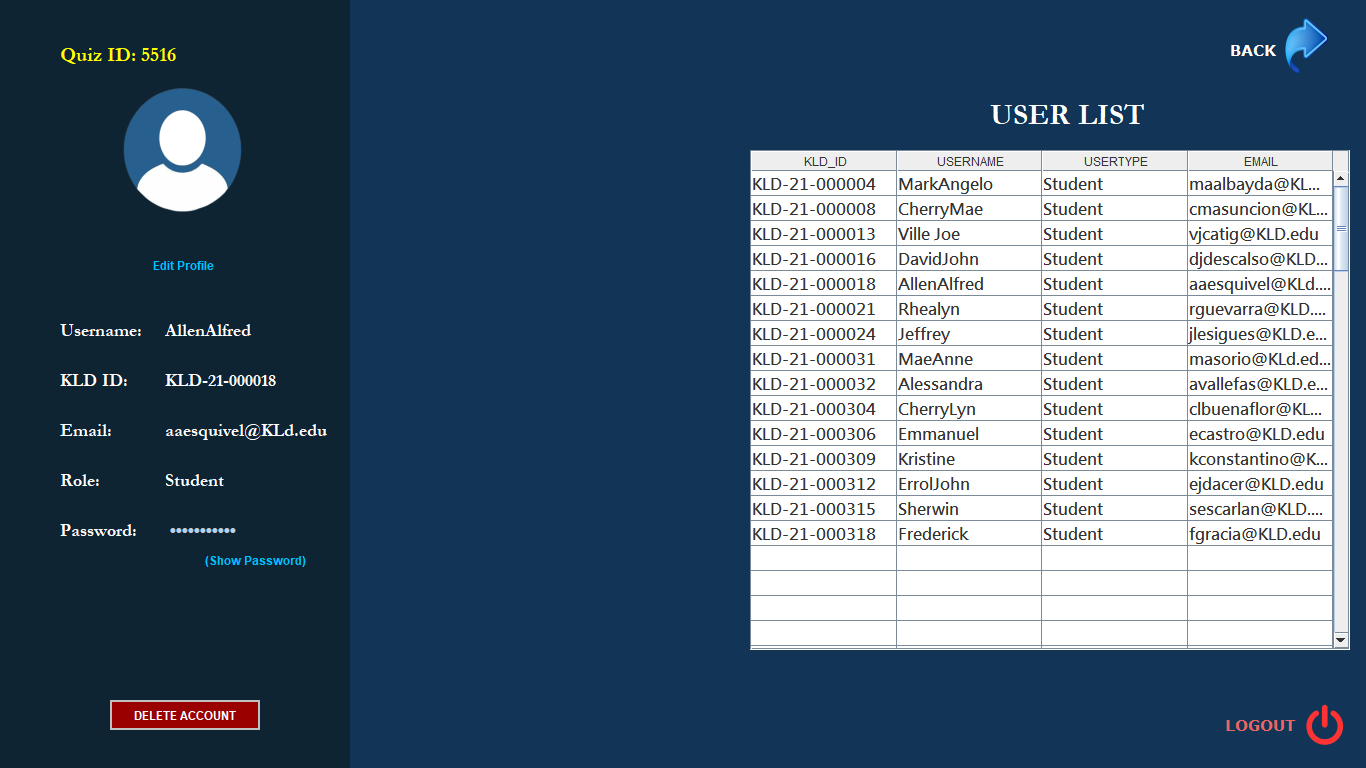 Quiz ID: 5516
Edit Profile
Username: AllenAlfred
KLD ID: KLD-21-000018
Email: aaesquivel@KLd.edu
Role: Student
Password: •••••••••••
(Show Password)
DELETE ACCOUNT
BACK
USER LIST
KLD_ID USERNAME USERTYPE EMAIL
KLD-21-000004 MarkAngelo Student maalbayda@KL...
KLD-21-000008 CherryMae Student cmasuncion@KL...
KLD-21-000013 Ville Joe Student vjcatig@KLD.edu
KLD-21-000016 DavidJohn Student djdescalso@KLD...
KLD-21-000018 AllenAlfred Student aaesquivel@KLd....
KLD-21-000021 Rhealyn Student rguevarra@KLD....
KLD-21-000024 Jeffrey Student jlesigues@KLD.e...
KLD-21-000031 MaeAnne Student masorio@KLd.ed...
KLD-21-000032 Alessandra Student avallefas@KLD.e...
KLD-21-000304 CherryLyn Student clbuenaflor@KL...
KLD-21-000306 Emmanuel Student ecastro@KLD.edu
KLD-21-000309 Kristine Student kconstantino@K...
KLD-21-000312 ErrolJohn Student ejdacer@KLD.edu
KLD-21-000315 Sherwin Student sescarlan@KLD....
KLD-21-000318 Frederick Student fgracia@KLD.edu
LOGOUT